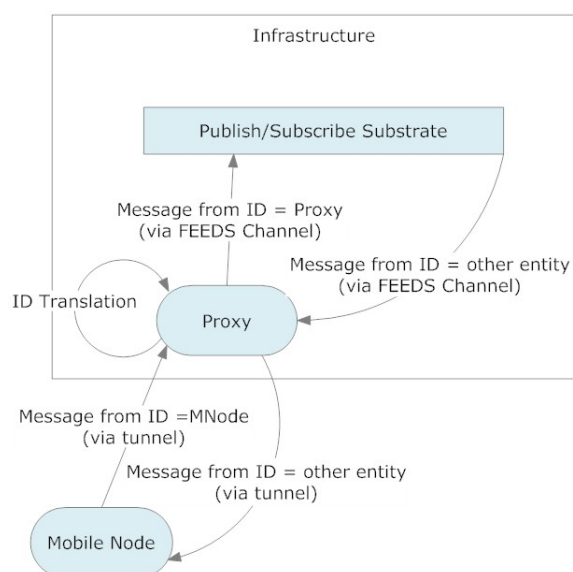 Infrastructure
Publish/Subscribe Substrate
Message from ID = Proxy
(via FEEDS Channel)
Message from ID = other entity
(via FEEDS Channel)
ID Translation
Proxy
Message from ID =MNode
(via tunnel)
Message from ID = other entity
(via tunnel)
Mobile Node